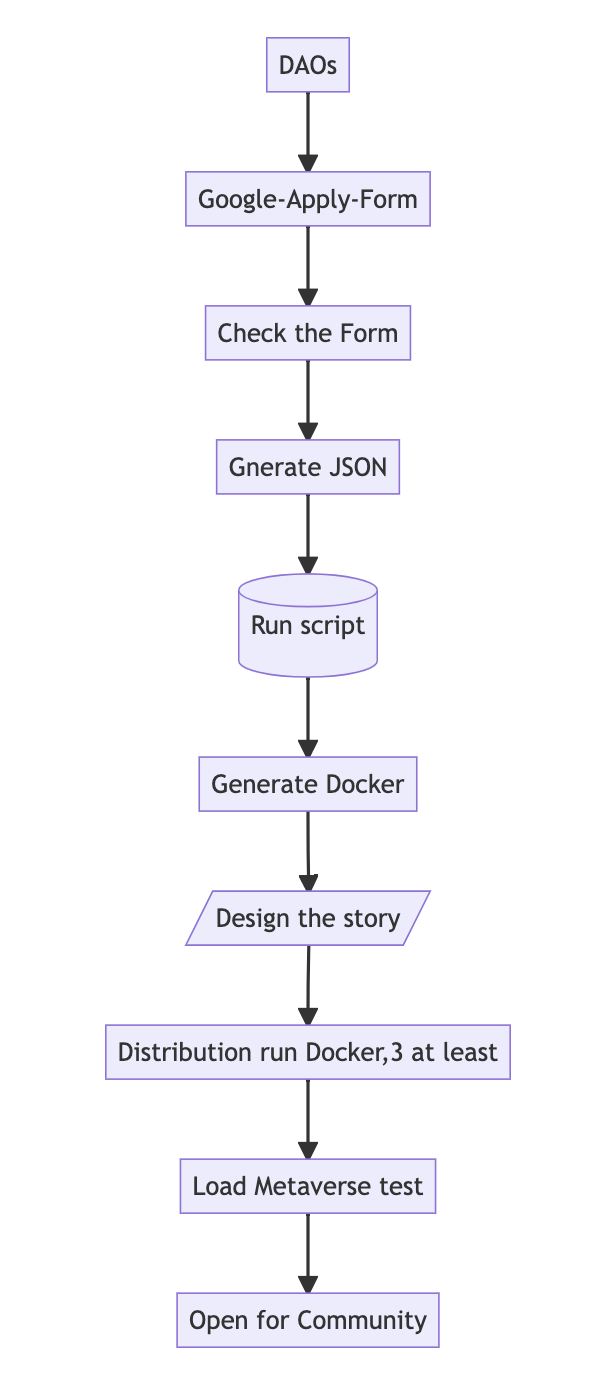 DAOs
Google-Apply-Form
Check the Form
Gnerate JSON
Run script
Generate Docker
Design the story
Distribution run Docker,3 at least
Load Metaverse test
Open for Community